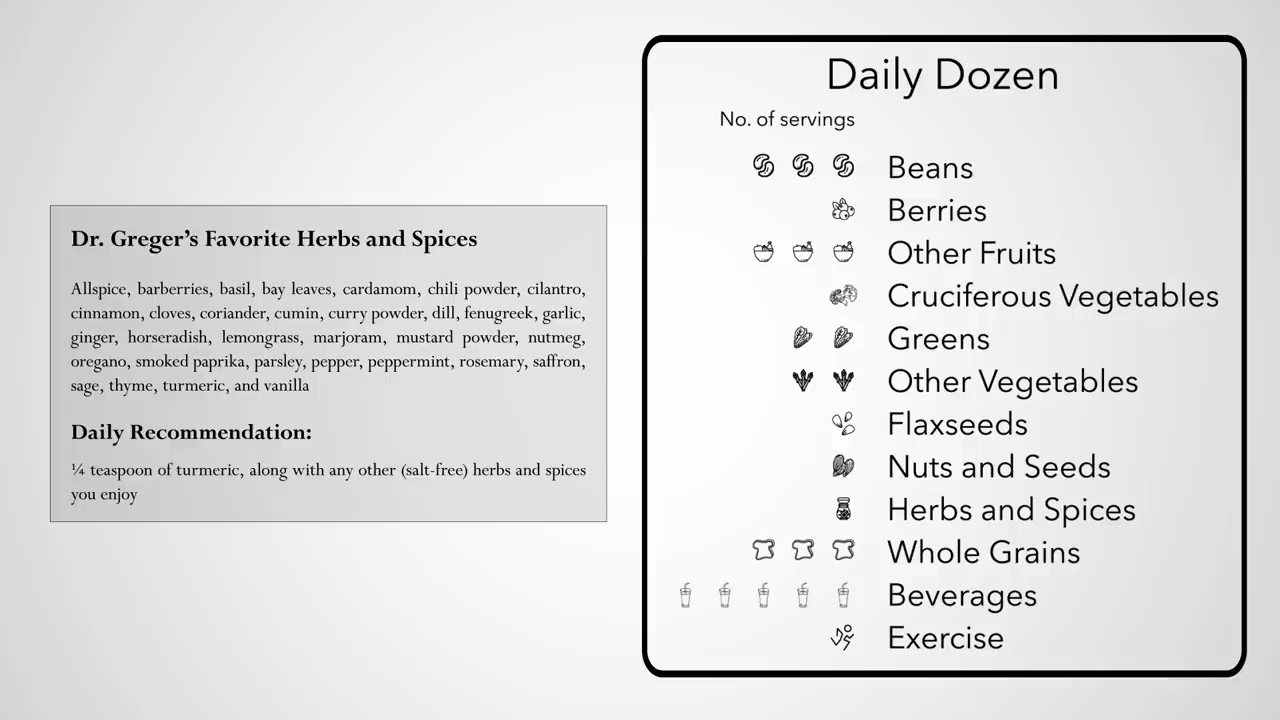 Dr. Greger's Favorite Herbs and Spices
Allspice, barberries, basil, bay leaves, cardamom, chili powder, cilantro,
cinnamon, cloves, coriander, cumin, curry powder, dill, fenugreek, garlic,
ginger, horseradish, lemongrass, marjoram, mustard powder, nutmeg,
oregano, smoked paprika, parsley, pepper, peppermint, rosemary, saffron,
sage, thyme, turmeric, and vanilla
Daily Recommendation:
¼ teaspoon of turmeric, along with any other (salt-free) herbs and spices
you enjoy
Daily Dozen
No. of servings
Beans
Berries
Other Fruits
Cruciferous Vegetables
Greens
Other Vegetables
Flaxseeds
Nuts and Seeds
Herbs and Spices
Whole Grains
Beverages
Exercise